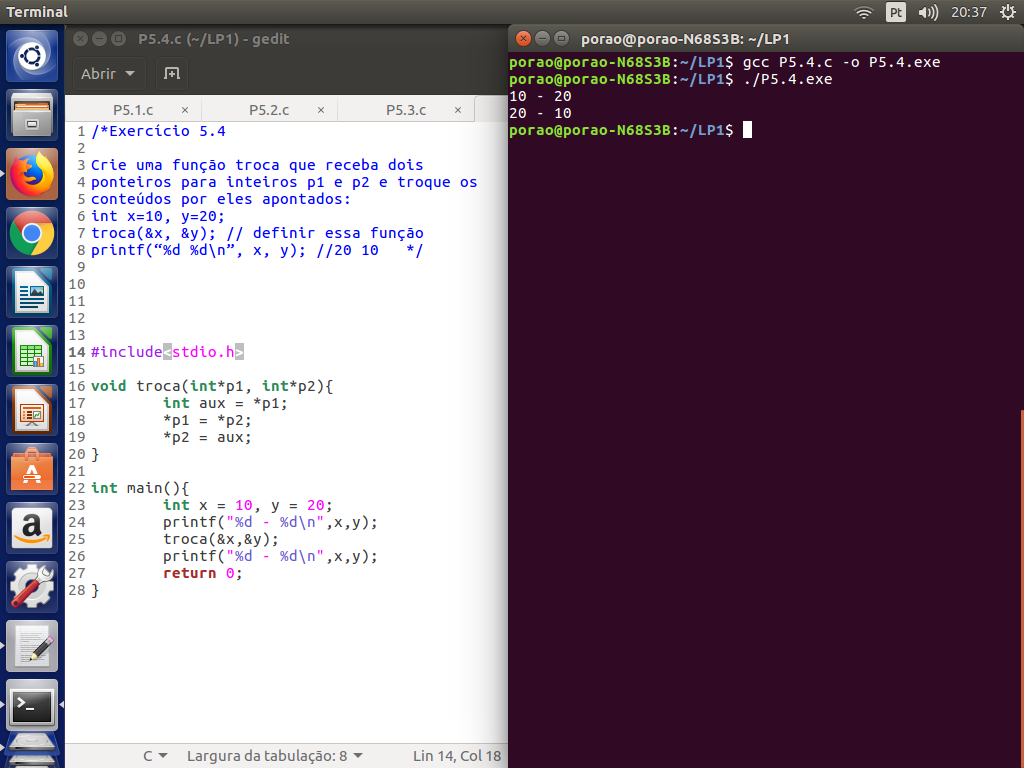 Terminal
Pt
20:37
P5.4.c (~/LP1) - gedit
Abrir
P5.1.c × P5.2.c × P5.3.c ×
1 /*Exercício 5.4
2
3 Crie uma função troca que receba dois
4 ponteiros para inteiros p1 e p2 e troque os
5 conteúdos por eles apontados:
6 int x=10, y=20;
7 troca(&x, &y); // definir essa função
8 printf(“%d %d\n”, x, y); //20 10   */
9
10
11
12
13
14 #include<stdio.h>
15
16 void troca(int*p1, int*p2){
17         int aux = *p1;
18         *p1 = *p2;
19         *p2 = aux;
20 }
21
22 int main(){
23         int x = 10, y = 20;
24         printf("%d - %d\n",x,y);
25         troca(&x,&y);
26         printf("%d - %d\n",x,y);
27         return 0;
28 }
C
Largura da tabulação: 8
Lin 14, Col 18
porao@porao-N68S3B: ~/LP1
porao@porao-N68S3B:~/LP1$ gcc P5.4.c -o P5.4.exe
porao@porao-N68S3B:~/LP1$ ./P5.4.exe
10 - 20
20 - 10
porao@porao-N68S3B:~/LP1$